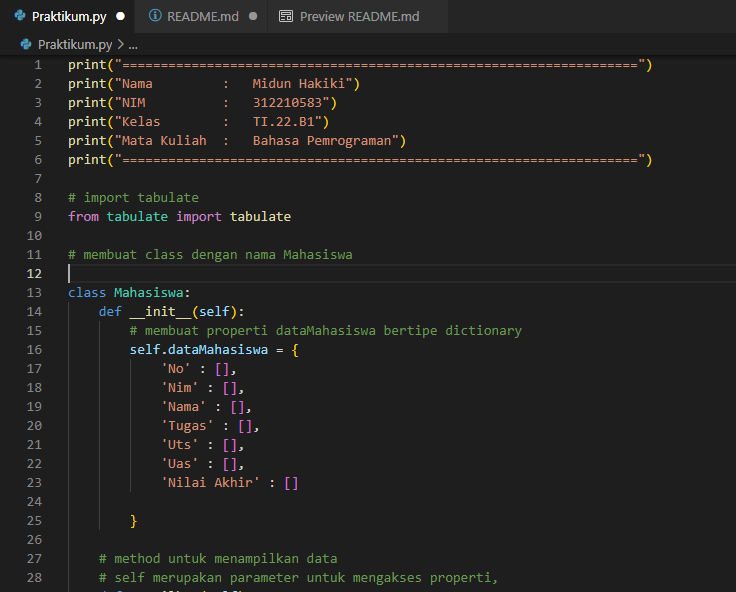 Praktikum.py README.md Preview README.md
Praktikum.py > ...
1 print("===================================================================")
2 print("Nama         :   Midun Hakiki")
3 print("NIM          :   312210583")
4 print("Kelas        :   TI.22.B1")
5 print("Mata Kuliah  :   Bahasa Pemrograman")
6 print("===================================================================")
7
8 # import tabulate
9 from tabulate import tabulate
10
11 # membuat class dengan nama Mahasiswa
12
13 class Mahasiswa:
14     def __init__(self):
15         # membuat properti dataMahasiswa bertipe dictionary
16         self.dataMahasiswa = {
17             'No' : [],
18             'Nim' : [],
19             'Nama' : [],
20             'Tugas' : [],
21             'Uts' : [],
22             'Uas' : [],
23             'Nilai Akhir' : []
24
25         }
26
27     # method untuk menampilkan data
28     # self merupakan parameter untuk mengakses properti,